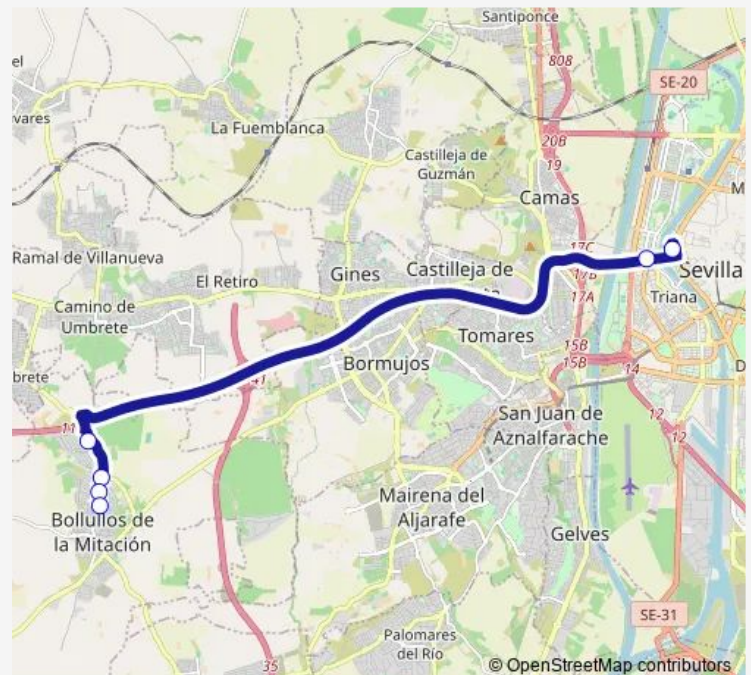 Santiponce
808
SE-20
el
vares
La Fuemblanca
20B
19
Castilleja de
Guzmán
Camas
M
17C
Ramal de Villanueva
El Retiro
Gines
Castilleja de
17B
Sevilla
17A
Triana
Camino de
Umbrete
Tomares
15B
Bormujos
15B
14
D
brete
41
11
San Juan de
Aznalfarache
12
12
Mairena del
Aljarafe
Bollullos de
la Mitación
Gelves
SE-31
Palomares
del Río
35
© OpenStreetMap contributors